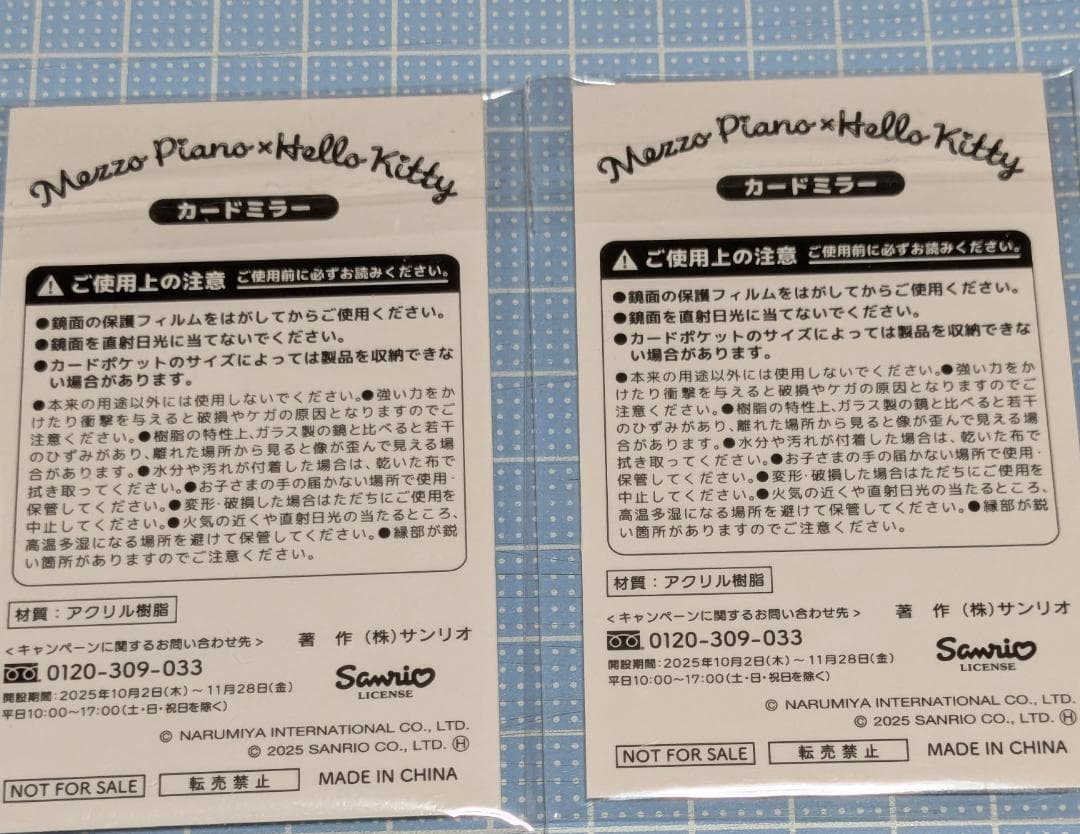 Mezzo Piano×Hello Kitty
カードミラー
ご使用上の注意 ご使用前に必ずお読みください。
●鏡面の保護フィルムをはがしてからご使用ください。
●鏡面を直射日光に当てないでください。
●カードポケットのサイズによっては製品を収納できな
い場合があります。
●本来の用途以外には使用しないでください。●強い力をか
けたり衝撃を与えると破損やケガの原因となりますのでご
注意ください。●樹脂の特性上、ガラス製の鏡と比べると若干
のひずみがあり、離れた場所から見ると像が歪んで見える場
合があります。●水分や汚れが付着した場合は、乾いた布で
拭き取ってください。●お子さまの手の届かない場所で使用・
保管してください。●変形・破損した場合はただちにご使用を
中止してください。●火気の近くや直射日光の当たるところ、
高温多湿になる場所を避けて保管してください。●縁部が鋭
い箇所がありますのでご注意ください。
材質：アクリル樹脂
＜キャンペーンに関するお問い合わせ先＞
0120-309-033
開設期間：2025年10月2日(木)～11月28日(金)
平日10:00～17:00(土・日・祝日を除く)
著 作 (株)サンリオ
Sanrio
LICENSE
© NARUMIYA INTERNATIONAL CO., LTD.
© 2025 SANRIO CO., LTD. Ⓗ
NOT FOR SALE 転売禁止 MADE IN CHINA
Mezzo Piano×Hello Kitty
カードミラー
ご使用上の注意 ご使用前に必ずお読みください。
●鏡面の保護フィルムをはがしてからご使用ください。
●鏡面を直射日光に当てないでください。
●カードポケットのサイズによっては製品を収納できな
い場合があります。
●本来の用途以外には使用しないでください。●強い力をか
けたり衝撃を与えると破損やケガの原因となりますのでご
注意ください。●樹脂の特性上、ガラス製の鏡と比べると若干
のひずみがあり、離れた場所から見ると像が歪んで見える場
合があります。●水分や汚れが付着した場合は、乾いた布で
拭き取ってください。●お子さまの手の届かない場所で使用・
保管してください。●変形・破損した場合はただちにご使用を
中止してください。●火気の近くや直射日光の当たるところ、
高温多湿になる場所を避けて保管してください。●縁部が鋭
い箇所がありますのでご注意ください。
材質：アクリル樹脂
＜キャンペーンに関するお問い合わせ先＞
0120-309-033
開設期間：2025年10月2日(木)～11月28日(金)
平日10:00～17:00(土・日・祝日を除く)
著 作 (株)サンリオ
Sanrio
LICENSE
© NARUMIYA INTERNATIONAL CO., LTD.
© 2025 SANRIO CO., LTD. Ⓗ
NOT FOR SALE 転売禁止 MADE IN CHINA